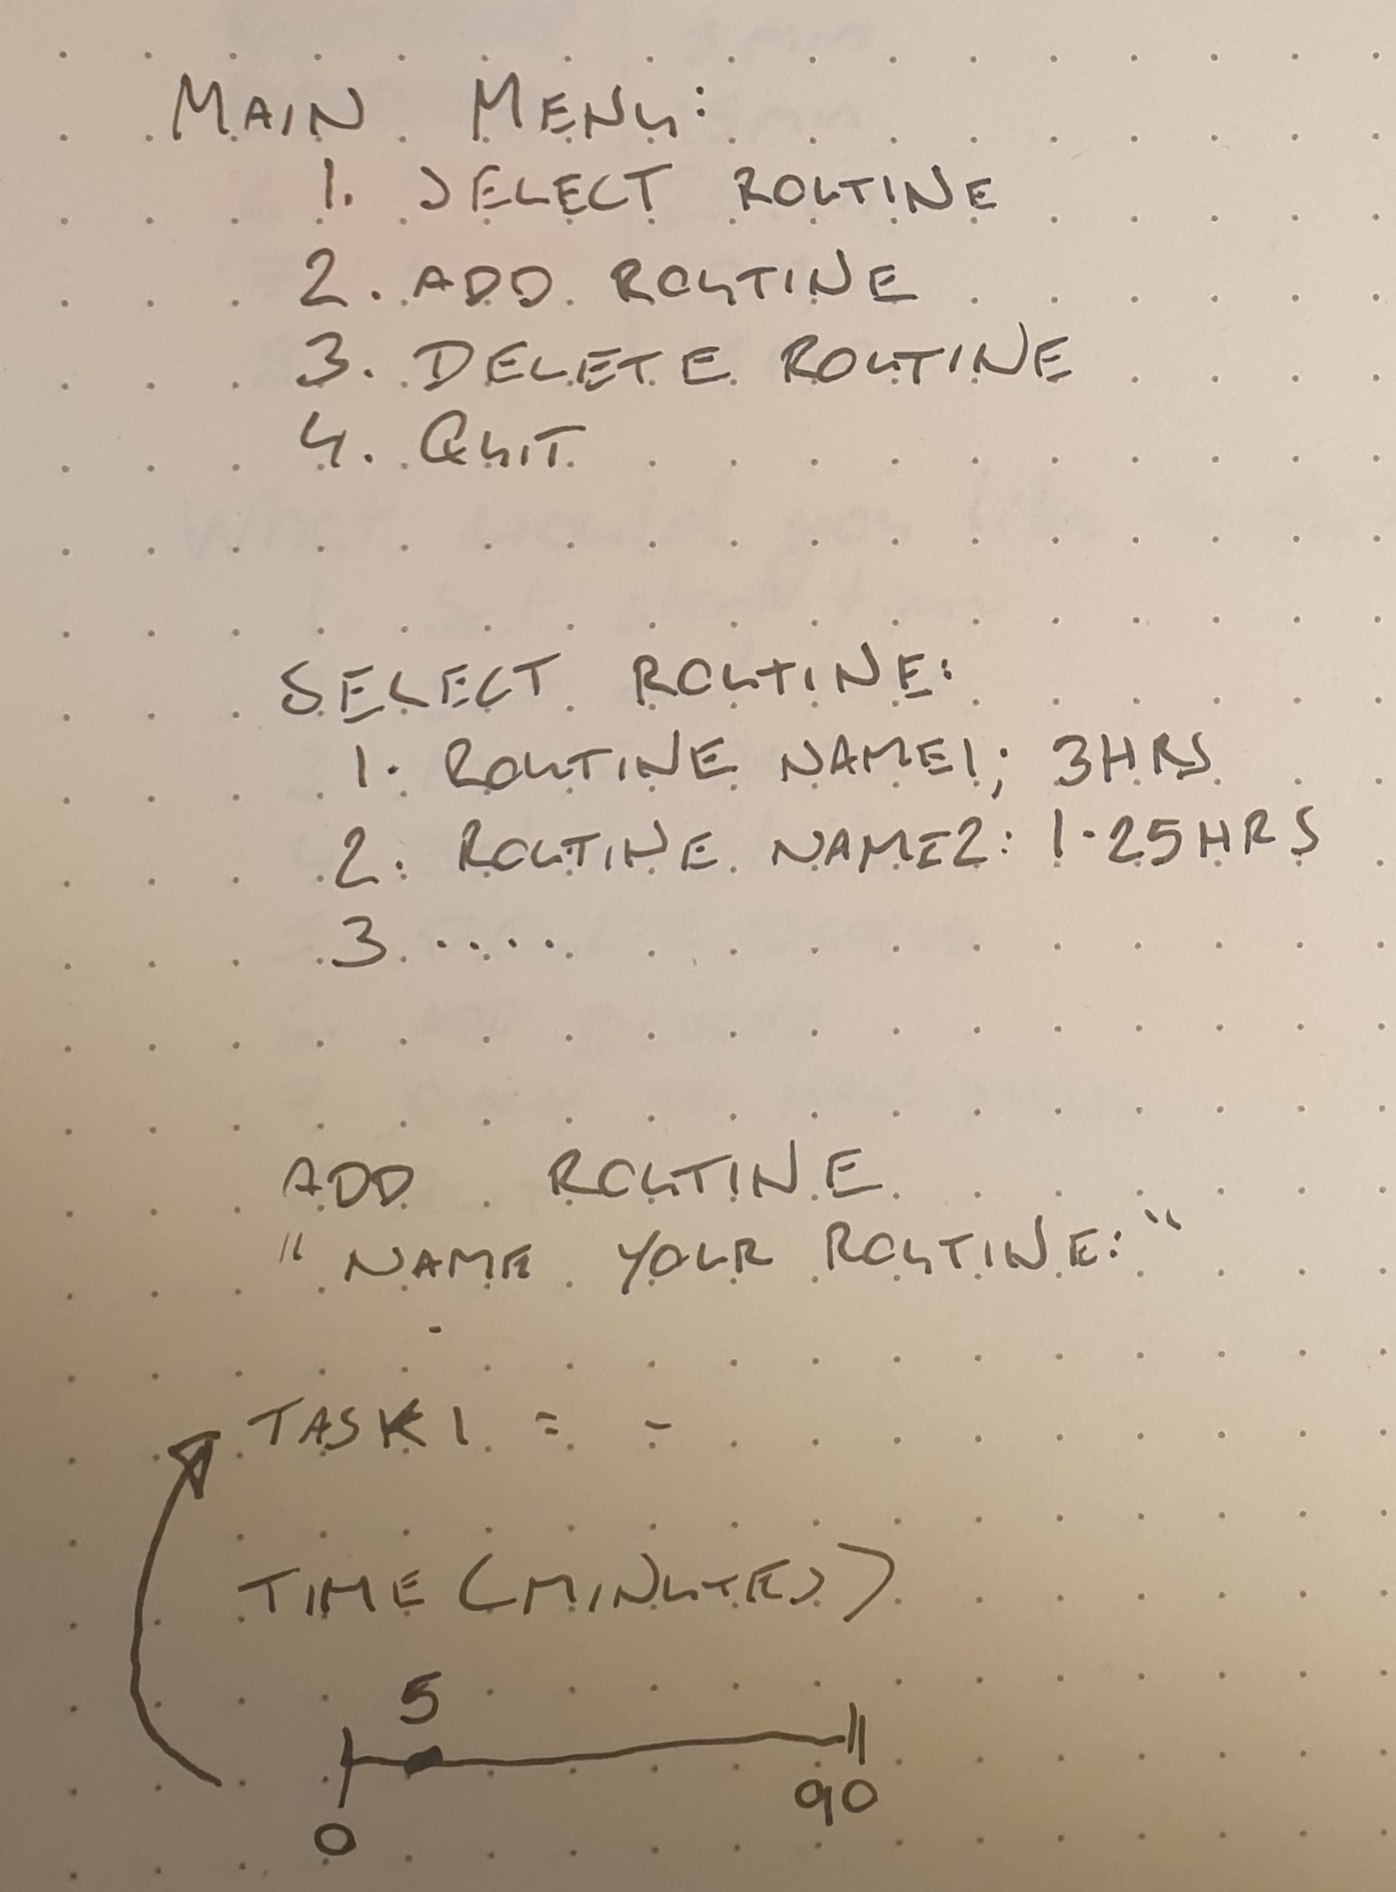 MAIN MENU:
1. SELECT ROUTINE
2. ADD ROUTINE
3. DELETE ROUTINE
4. QUIT
SELECT ROUTINE:
1. ROUTINE NAME1; 3HRS
2. ROUTINE NAME2: 1.25HRS
3.....
ADD ROUTINE
"NAME YOUR ROUTINE:"
-
TASK1 = -
TIME (MINUTES)
5
0 90